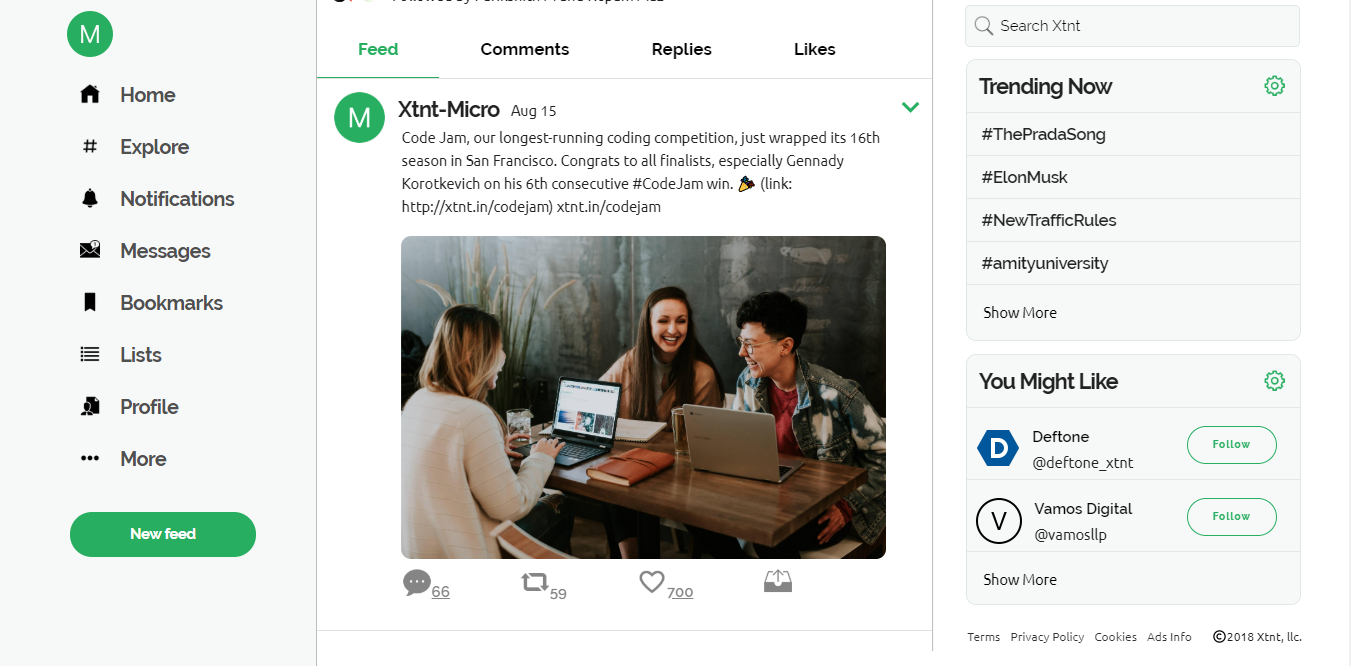 M
Home
Explore
Notifications
Messages
Bookmarks
Lists
Profile
More
New feed
Feed Comments Replies Likes
M
Xtnt-Micro Aug 15
Code Jam, our longest-running coding competition, just wrapped its 16th
season in San Francisco. Congrats to all finalists, especially Gennady
Korotkevich on his 6th consecutive #CodeJam win. 🎉 (link:
http://xtnt.in/codejam) xtnt.in/codejam
66 59 700
Search Xtnt
Trending Now
#ThePradaSong
#ElonMusk
#NewTrafficRules
#amityuniversity
Show More
You Might Like
D
Deftone
@deftone_xtnt
Follow
V
Vamos Digital
@vamosllp
Follow
Show More
Terms Privacy Policy Cookies Ads Info ©2018 Xtnt, llc.